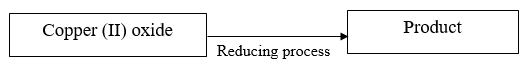 Copper (II) oxide
Reducing process
Product